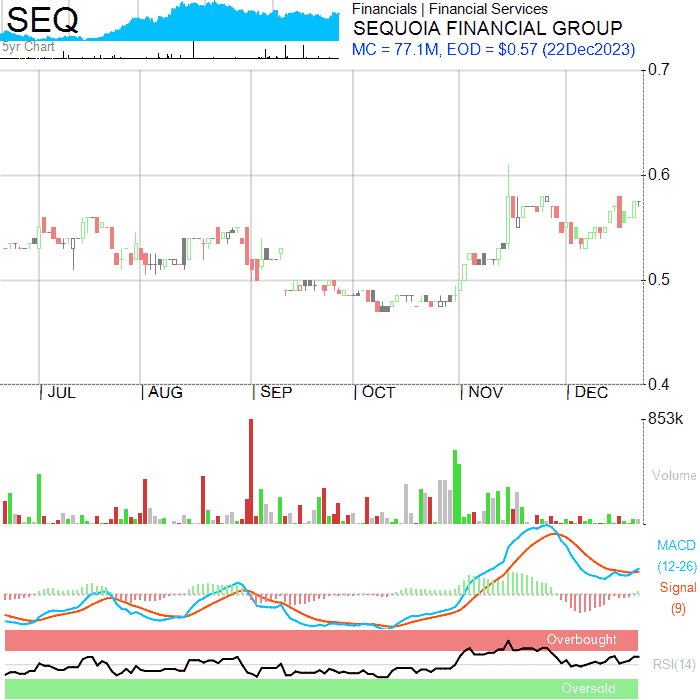 SEQ
5yr Chart
Financials | Financial Services
SEQUOIA FINANCIAL GROUP
MC = 77.1M, EOD = $0.57 (22Dec2023)
0.7
0.6
0.5
0.4
JUL AUG SEP OCT NOV DEC
853k
Volume
MACD
(12-26)
Signal
(9)
Overbought
RSI(14)
Oversold